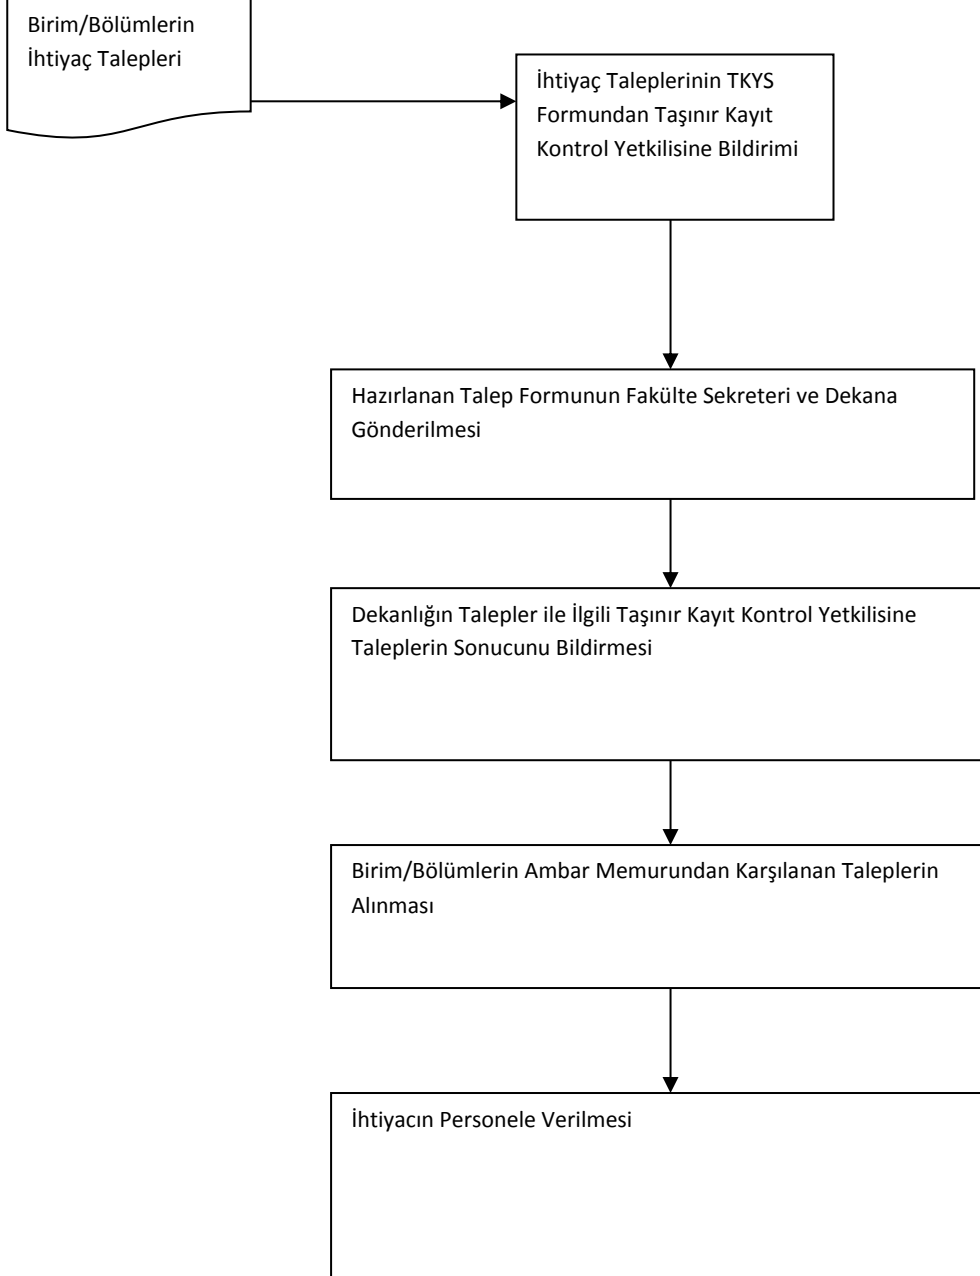 Birim/Bölümlerin
İhtiyaç Talepleri
İhtiyaç Taleplerinin TKYS
Formundan Taşınır Kayıt
Kontrol Yetkilisine Bildirimi
Hazırlanan Talep Formunun Fakülte Sekreteri ve Dekana
Gönderilmesi
Dekanlığın Talepler ile İlgili Taşınır Kayıt Kontrol Yetkilisine
Taleplerin Sonucunu Bildirmesi
Birim/Bölümlerin Ambar Memurundan Karşılanan Taleplerin
Alınması
İhtiyacın Personele Verilmesi